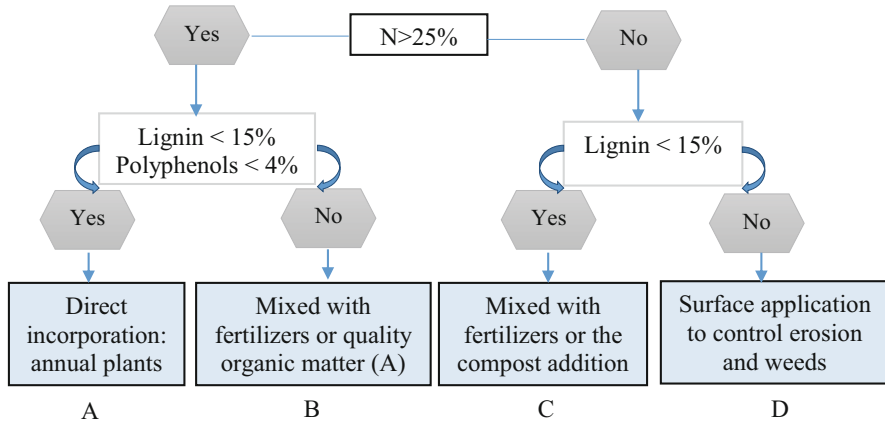 Yes
N>25%
No
Lignin < 15%
Polyphenols < 4%
Lignin < 15%
Yes
No
Yes
No
Direct
incorporation:
annual plants
Mixed with
fertilizers or quality
organic matter (A)
Mixed with
fertilizers or the
compost addition
Surface application
to control erosion
and weeds
A
B
C
D